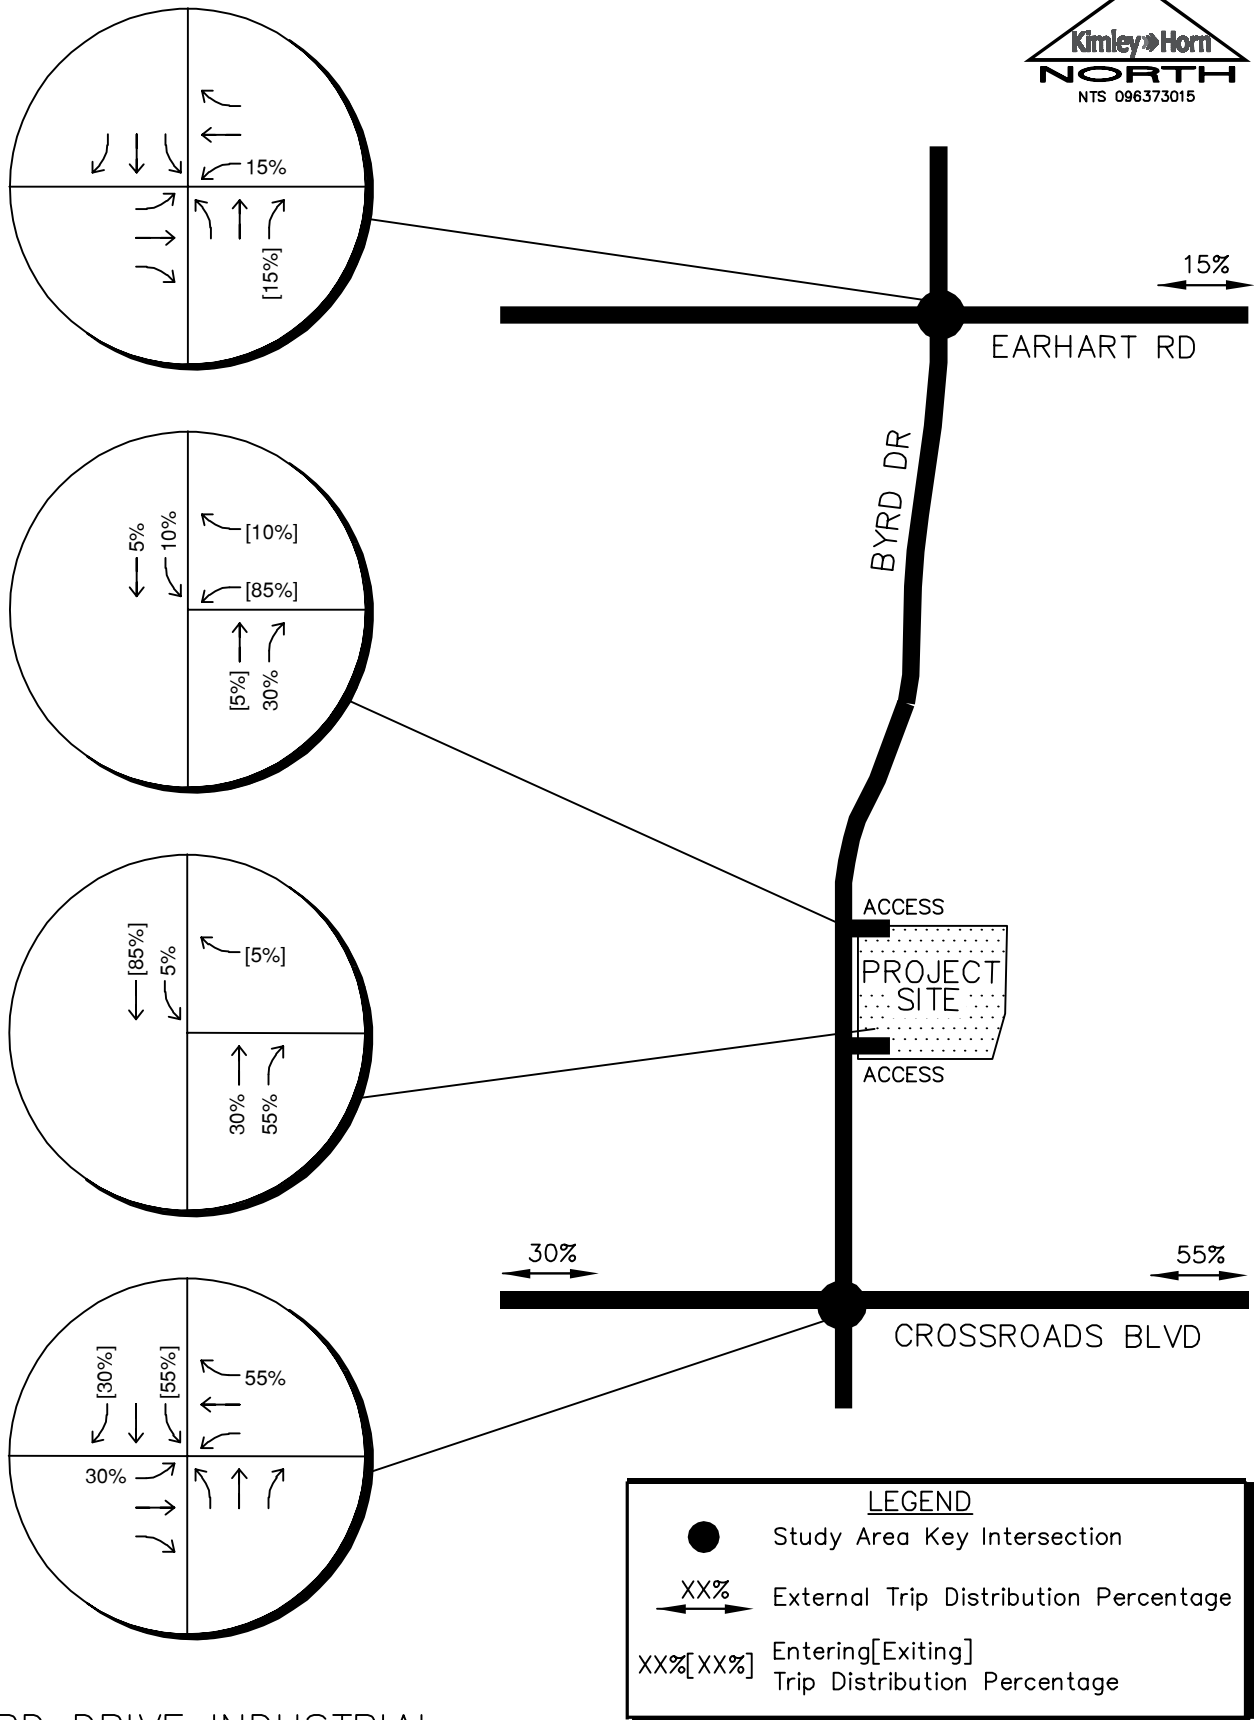 Kimley»Horn
NORTH
NTS 096373015
15%
[15%]
15%
EARHART RD
BYRD DR
5%
10%
[10%]
[85%]
[5%]
30%
ACCESS
PROJECT
SITE
ACCESS
[85%]
5%
[5%]
30%
55%
30%
55%
CROSSROADS BLVD
[30%]
[55%]
55%
30%
LEGEND
Study Area Key Intersection
XX%
External Trip Distribution Percentage
XX%[XX%]
Entering[Exiting]
Trip Distribution Percentage
DRIVE INDUSTRIAL